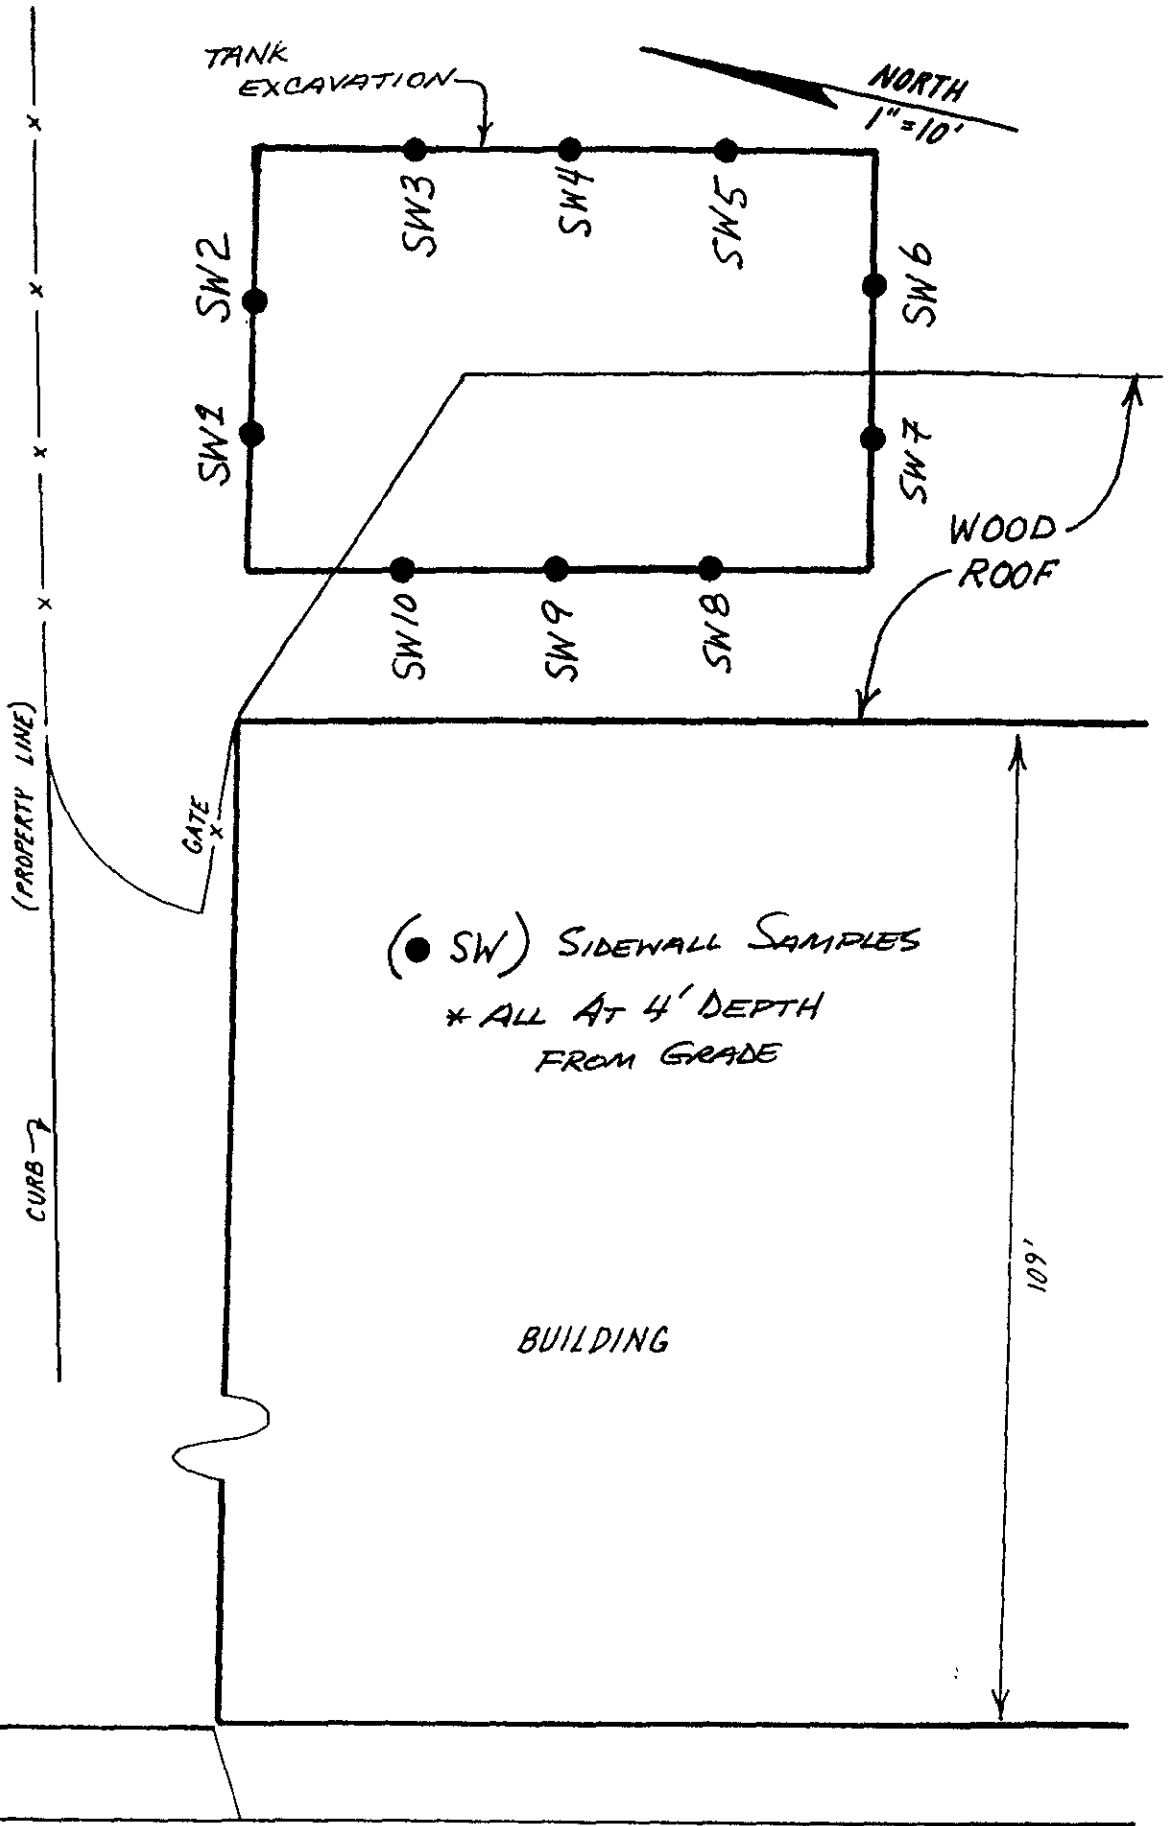 TANK
EXCAVATION
NORTH
1" = 10'
SW3
SW4
SW5
SW2
SW6
SW1
SW7
WOOD
ROOF
SW10
SW9
SW8
(PROPERTY LINE)
GATE
(● SW) SIDEWALL SAMPLES
* ALL AT 4' DEPTH
FROM GRADE
CURB
109'
BUILDING